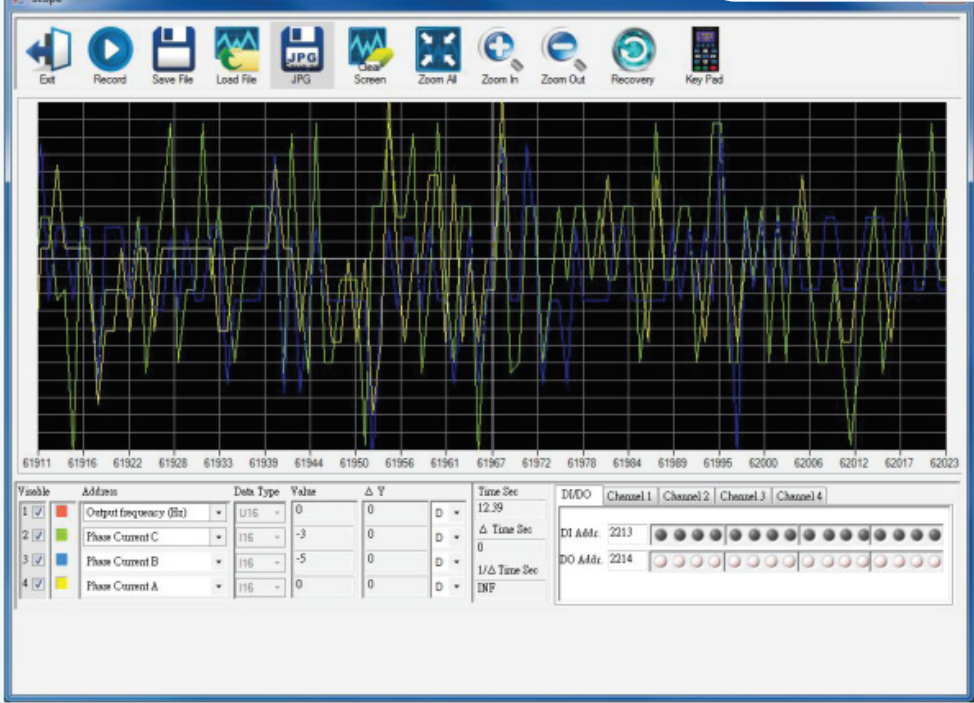 Scope
Exit Record Save File Load File JPG Clear Screen Zoom All Zoom In Zoom Out Recovery Key Pad
JPG
61911 61916 61922 61928 61933 61939 61944 61950 61956 61961 61967 61972 61978 61984 61989 61995 62000 62006 62012 62017 62023
Visable Address Data Type Value Δ Y
1 Output frequency (Hz) U16 0 0 D
2 Phase Current C I16 -3 0 D
3 Phase Current B I16 -5 0 D
4 Phase Current A I16 0 0 D
Time Sec
12.39
Δ Time Sec
0
1/Δ Time Sec
INF
DI/DO Channel 1 Channel 2 Channel 3 Channel 4
DI Addr. 2213
DO Addr. 2214